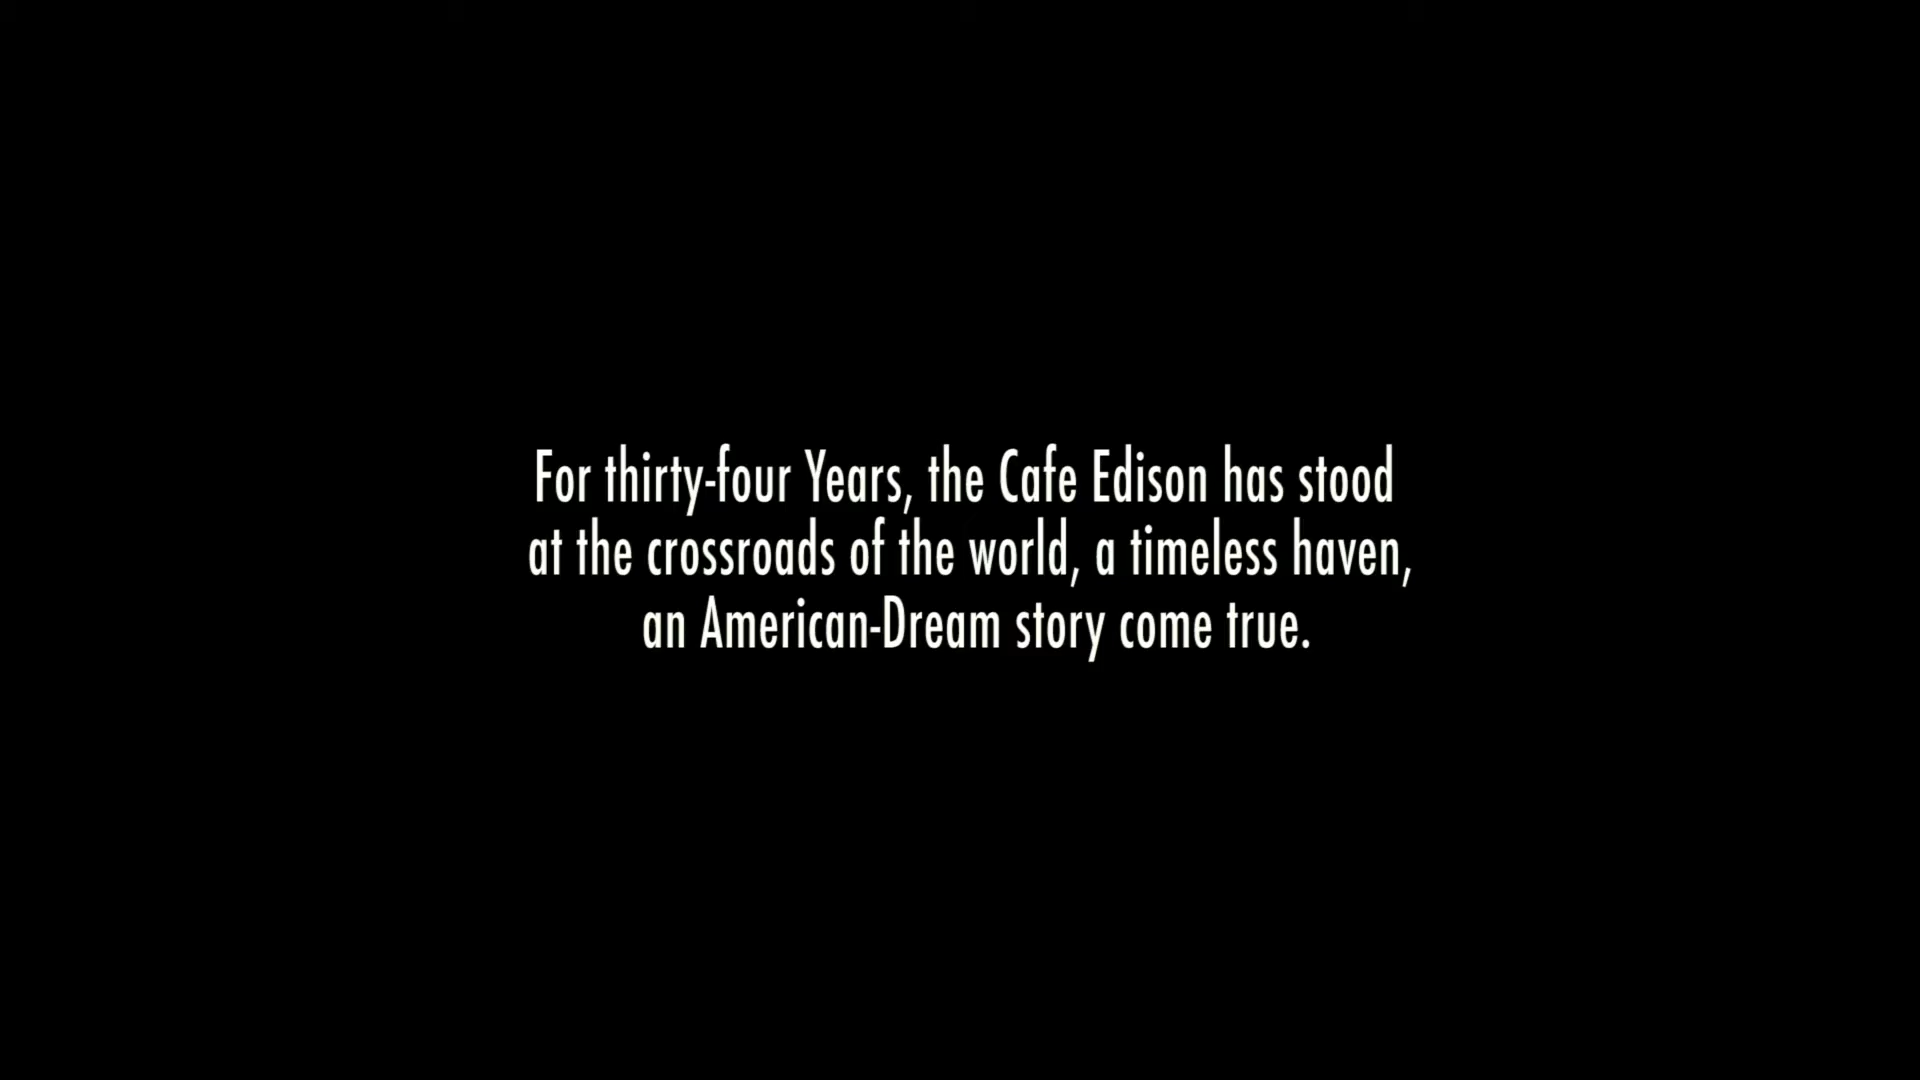 For thirty-four Years, the Cafe Edison has stood
at the crossroads of the world, a timeless haven,
an American-Dream story come true.